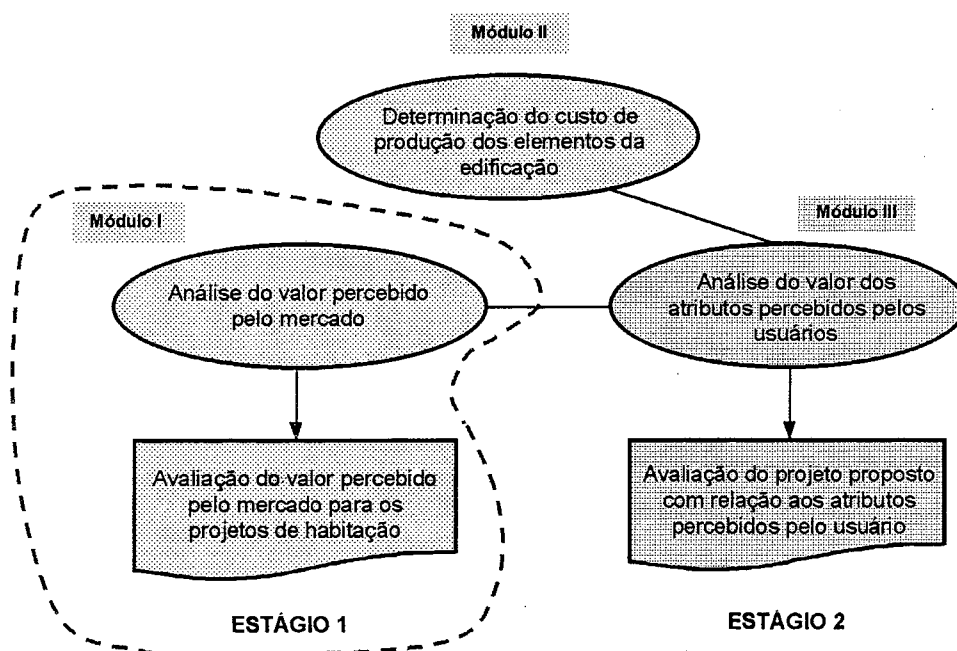 Módulo II
Determinação do custo de
produção dos elementos da
edificação
Módulo I
Análise do valor percebido
pelo mercado
Módulo III
Análise do valor dos
atributos percebidos pelos
usuários
Avaliação do valor percebido
pelo mercado para os
projetos de habitação
Avaliação do projeto proposto
com relação aos atributos
percebidos pelo usuário
ESTÁGIO 1
ESTÁGIO 2